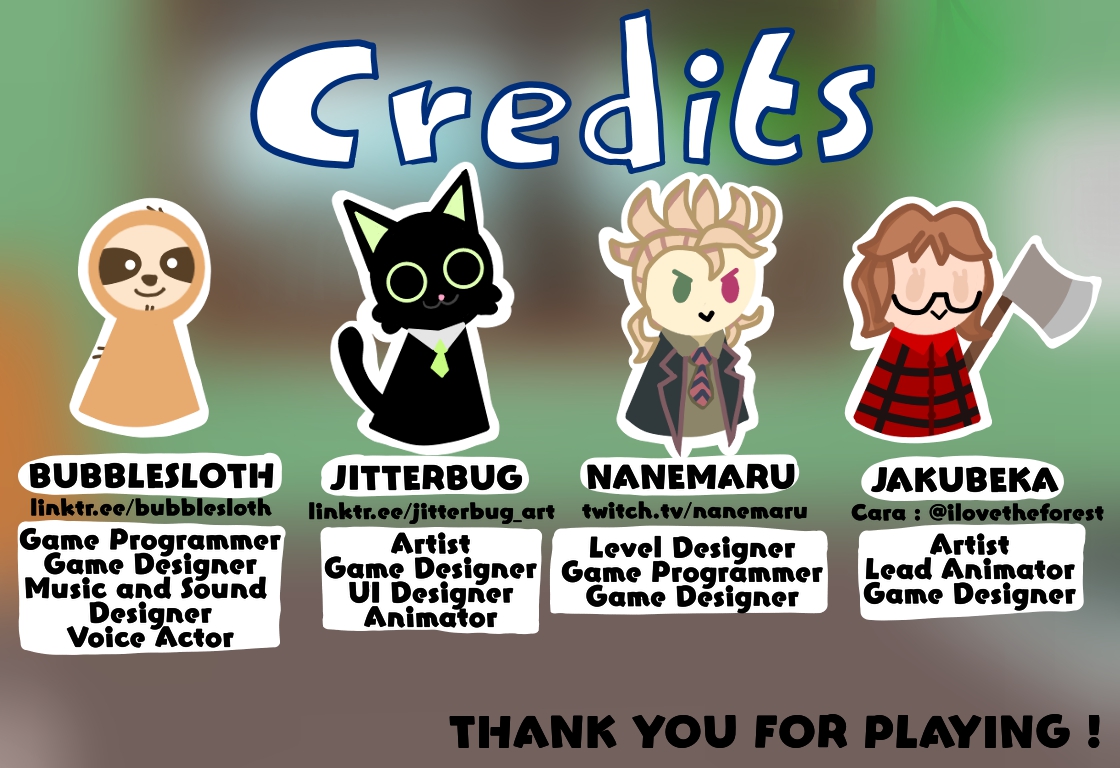 Credits
BUBBLESLOTH
linktr.ee/bubblesloth
Game Programmer
Game Designer
Music and Sound
Designer
Voice Actor
JITTERBUG
linktr.ee/jitterbug_art
Artist
Game Designer
UI Designer
Animator
NANEMARU
twitch.tv/nanemaru
Level Designer
Game Programmer
Game Designer
JAKUBEKA
Cara : @ilovetheforest
Artist
Lead Animator
Game Designer
THANK YOU FOR PLAYING !